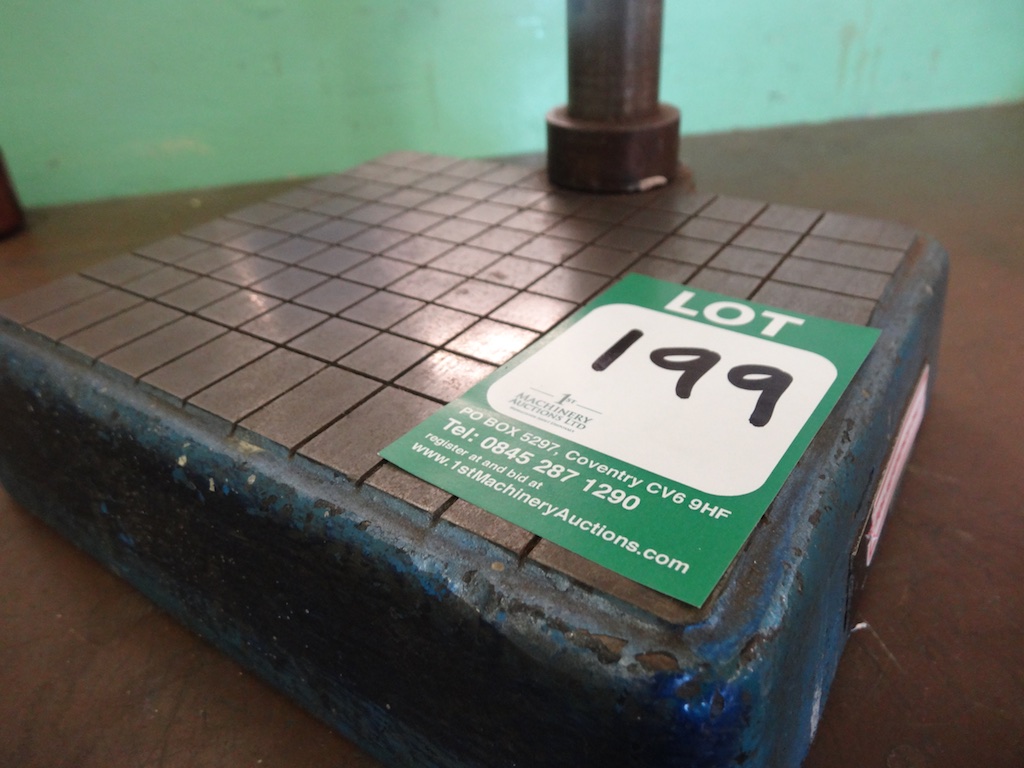 LOT
199
1ST
MACHINERY
AUCTIONS LTD
PO BOX 5297, Coventry CV6 9HF
Tel: 0845 287 1290
register at and bid at
www.1stMachineryAuctions.com